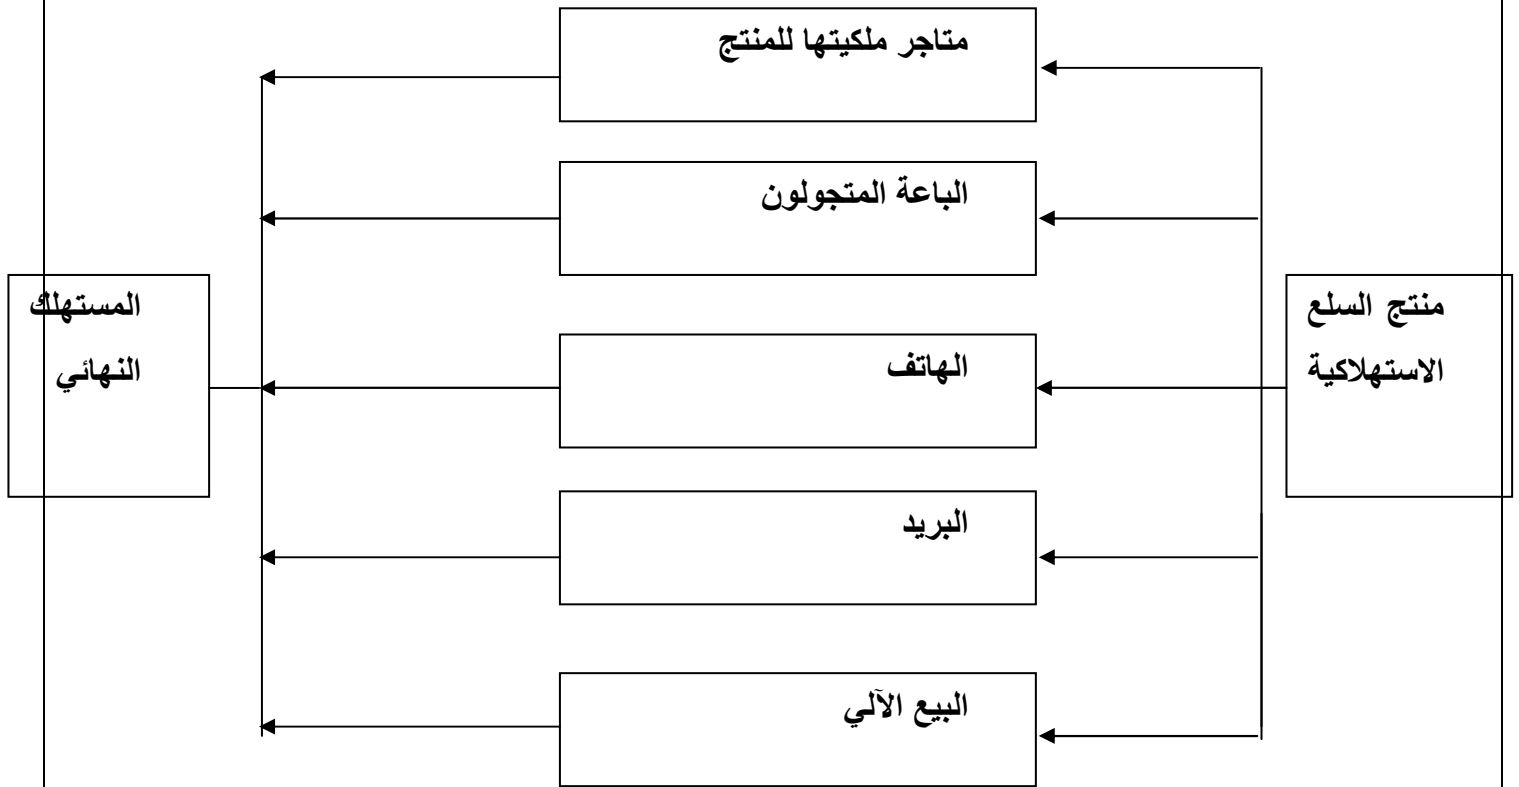 متاجر ملكيتها للمنتج
الباعة المتجولون
منتج السلع
الاستهلاكية
المستهلك
النهائي
الهاتف
البريد
البيع الآلي